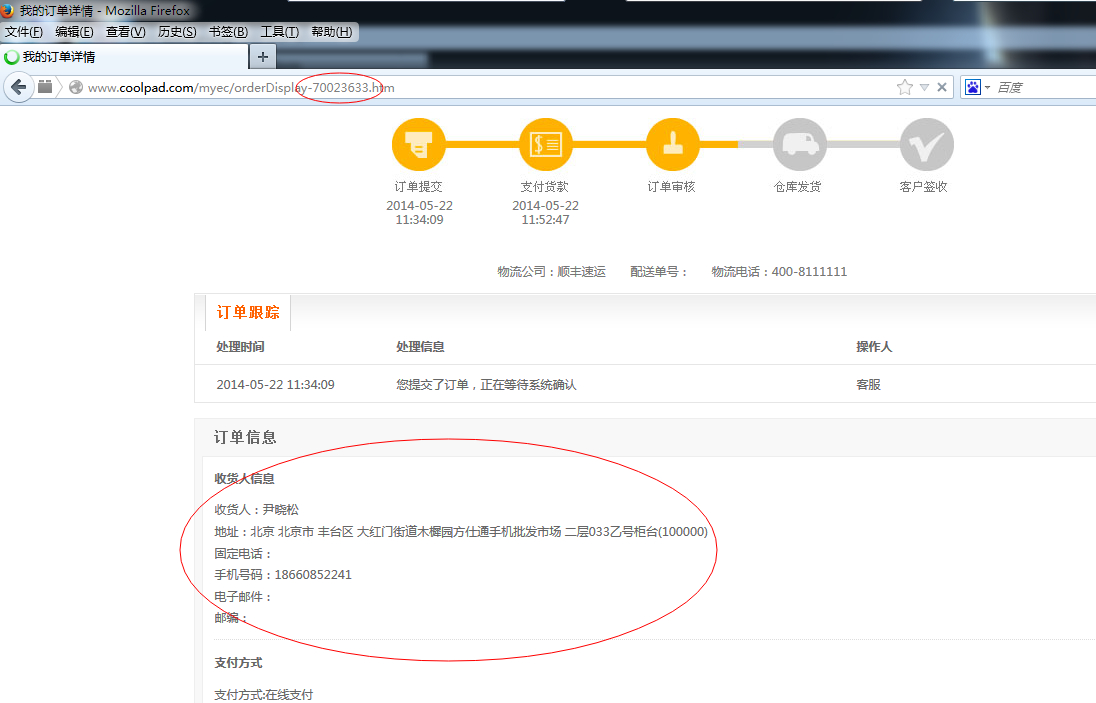 我的订单详情 - Mozilla Firefox
文件(F) 编辑(E) 查看(V) 历史(S) 书签(B) 工具(T) 帮助(H)
我的订单详情 +
www.coolpad.com/myec/orderDisplay-70023633.htm 百度
订单提交 支付货款 订单审核 仓库发货 客户签收
2014-05-22 2014-05-22
11:34:09 11:52:47
物流公司：顺丰速运 配送单号： 物流电话：400-8111111
订单跟踪
处理时间 处理信息 操作人
2014-05-22 11:34:09 您提交了订单，正在等待系统确认 客服
订单信息
收货人信息
收货人：尹晓松
地址：北京 北京市 丰台区 大红门街道木樨园方仕通手机批发市场 二层033乙号柜台(100000)
固定电话：
手机号码：18660852241
电子邮件：
邮编：
支付方式
支付方式:在线支付